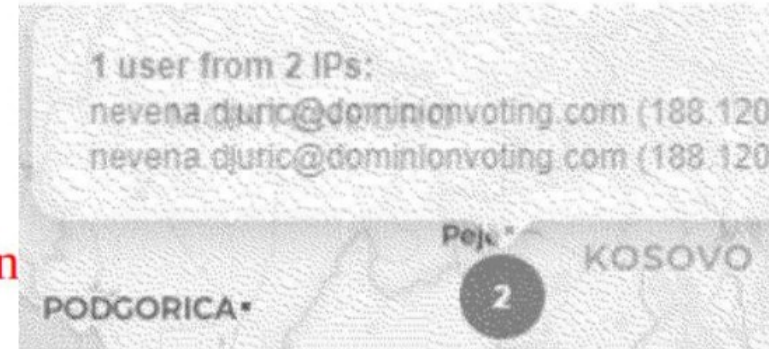 1 user from 2 IPs:
nevena.djuric@dominionvoting.com (188.120
nevena.djuric@dominionvoting.com (188.120
KOSOVO
n
PODGORICA
2